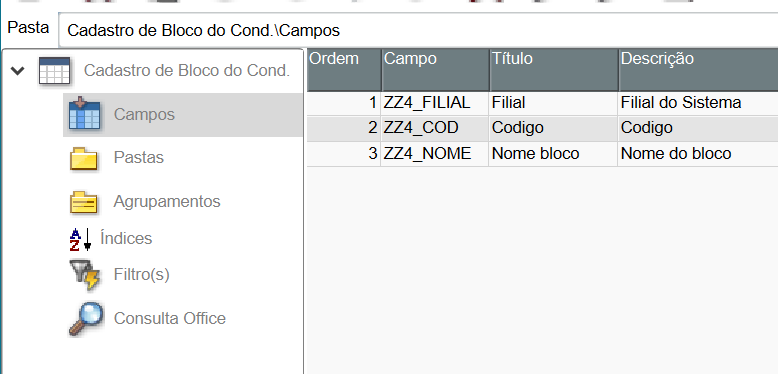 Pasta Cadastro de Bloco do Cond.\Campos
Cadastro de Bloco do Cond.
Campos
Pastas
Agrupamentos
Índices
Filtro(s)
Consulta Office
Ordem Campo Título Descrição
1 ZZ4_FILIAL Filial Filial do Sistema
2 ZZ4_COD Codigo Codigo
3 ZZ4_NOME Nome bloco Nome do bloco